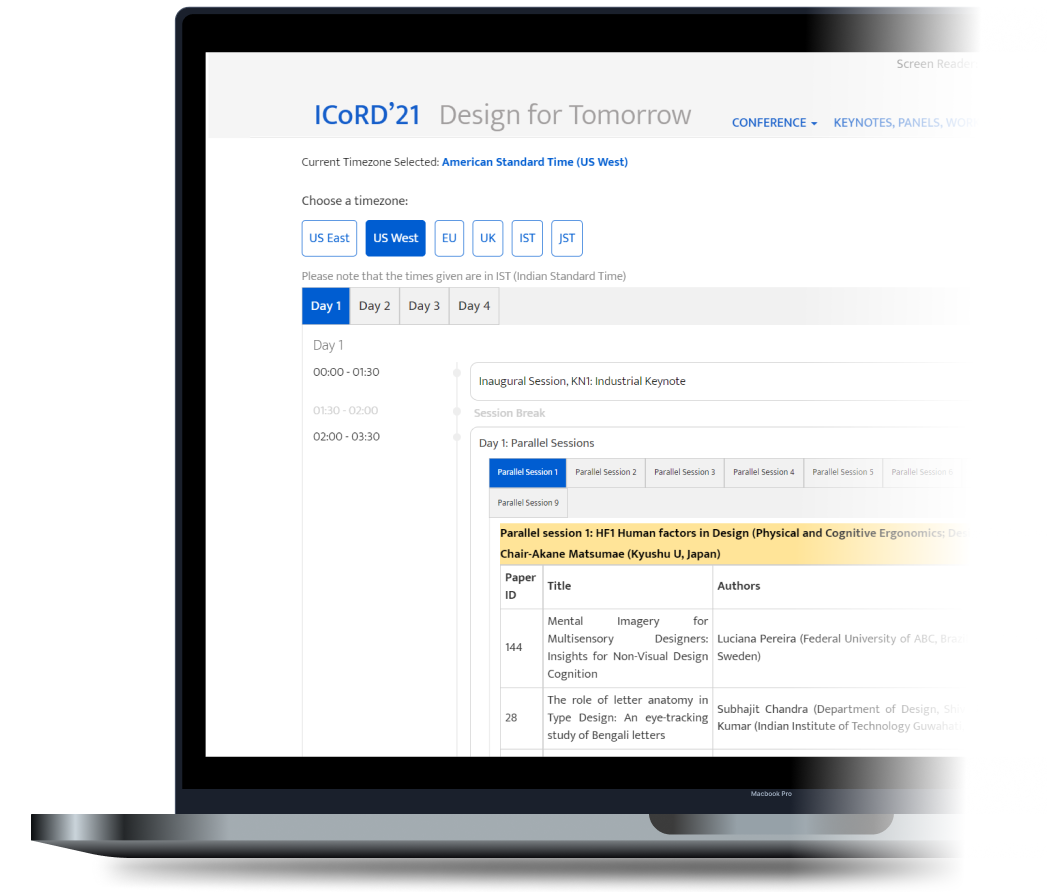 Screen Reader
ICoRD’21 Design for Tomorrow
CONFERENCE
KEYNOTES, PANELS,
Current Timezone Selected: American Standard Time (US West)
Choose a timezone:
US East US West EU UK IST JST
Please note that the times given are in IST (Indian Standard Time)
Day 1 Day 2 Day 3 Day 4
Day 1
00:00 - 01:30
Inaugural Session, KN1: Industrial Keynote
01:30 - 02:00
Session Break
02:00 - 03:30
Day 1: Parallel Sessions
Parallel Session 1 Parallel Session 2 Parallel Session 3 Parallel Session 4 Parallel Session 5 Parallel Session 6
Parallel Session 9
Parallel session 1: HF1 Human factors in Design (Physical and Cognitive Ergonomics;
Chair-Akane Matsumae (Kyushu U, Japan)
Paper
ID
Title
Authors
144
Mental Imagery for
Multisensory Designers:
Insights for Non-Visual Design
Cognition
Luciana Pereira (Federal University of ABC,
Sweden)
28
The role of letter anatomy in
Type Design: An eye-tracking
study of Bengali letters
Subhajit Chandra (Department of Design,
Kumar (Indian Institute of Technology Guwahati
Macbook Pro